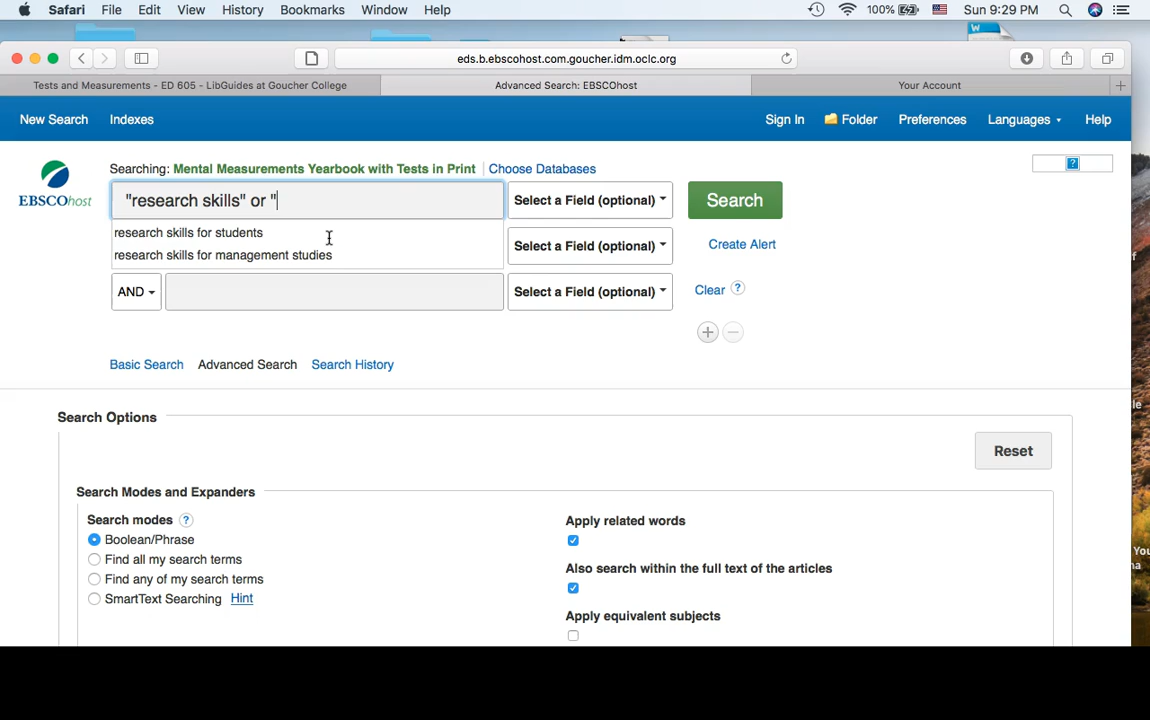 Safari File Edit View History Bookmarks Window Help 100% Sun 9:29 PM
eds.b.ebscohost.com.goucher.idm.oclc.org
Tests and Measurements - ED 605 - LibGuides at Goucher College Advanced Search: EBSCOhost Your Account
New Search Indexes Sign In Folder Preferences Languages Help
Searching: Mental Measurements Yearbook with Tests in Print Choose Databases
EBSCOhost
"research skills" or " Select a Field (optional) Search
research skills for students
Select a Field (optional) Create Alert
research skills for management studies
AND Select a Field (optional) Clear ?
Basic Search Advanced Search Search History
Search Options
Reset
Search Modes and Expanders
Search modes ?
Boolean/Phrase
Find all my search terms
Find any of my search terms
SmartText Searching Hint
Apply related words
Also search within the full text of the articles
Apply equivalent subjects